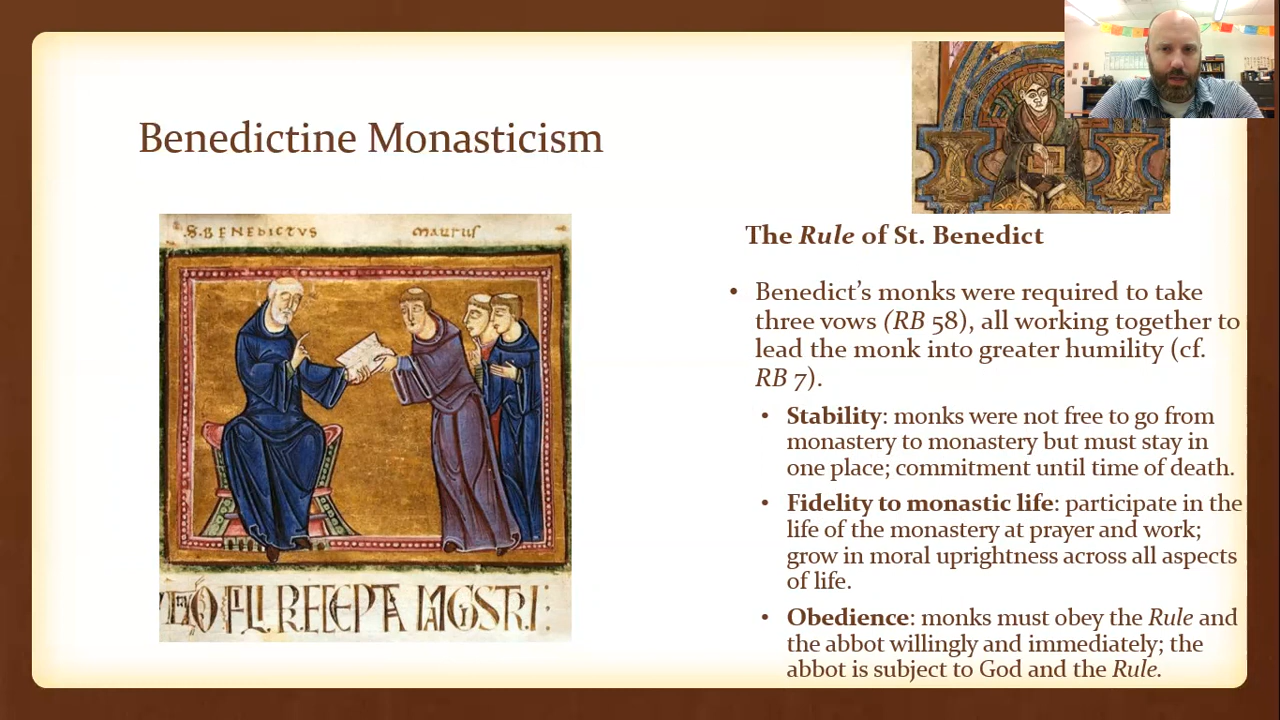 Benedictine Monasticism
S. BENEDICTVS MAURUS
RECEPTA MAGISTRI:
The Rule of St. Benedict
• Benedict’s monks were required to take
three vows (RB 58), all working together to
lead the monk into greater humility (cf.
RB 7).
• Stability: monks were not free to go from
monastery to monastery but must stay in
one place; commitment until time of death.
• Fidelity to monastic life: participate in the
life of the monastery at prayer and work;
grow in moral uprightness across all aspects
of life.
• Obedience: monks must obey the Rule and
the abbot willingly and immediately; the
abbot is subject to God and the Rule.